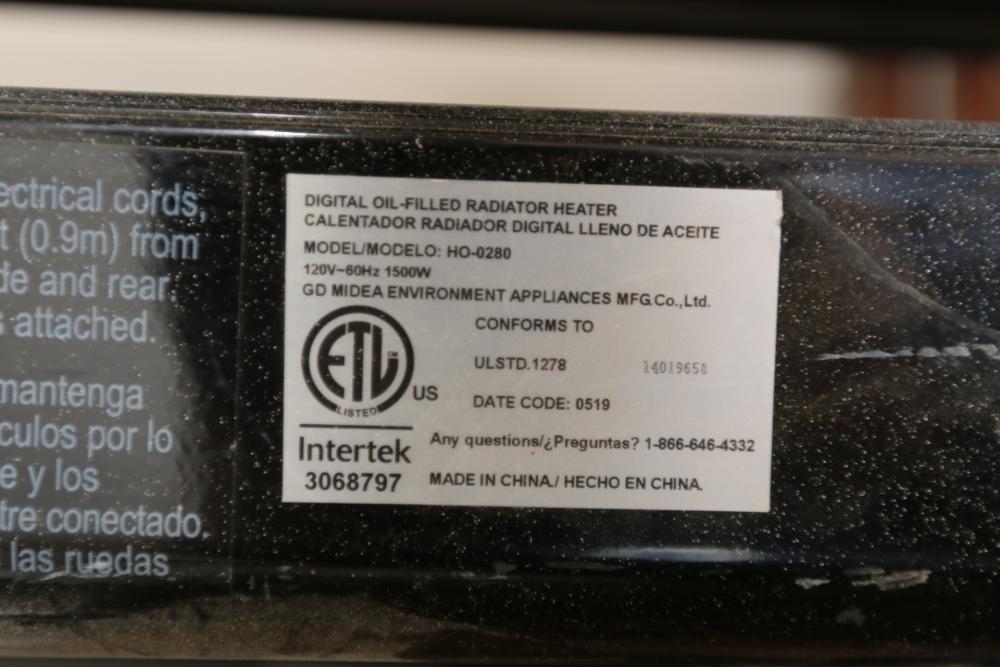 ectrical cords,
t (0.9m) from
de and rear.
s attached.
mantenga
culos por lo
e y los
tre conectado.
las ruedas
DIGITAL OIL-FILLED RADIATOR HEATER
CALENTADOR RADIADOR DIGITAL LLENO DE ACEITE
MODEL/MODELO: HO-0280
120V~60Hz 1500W
GD MIDEA ENVIRONMENT APPLIANCES MFG.Co.,Ltd.
ETL CM
LISTED
US
CONFORMS TO
ULSTD.1278
14019658
DATE CODE: 0519
Intertek
3068797
Any questions/¿Preguntas? 1-866-646-4332
MADE IN CHINA./ HECHO EN CHINA.